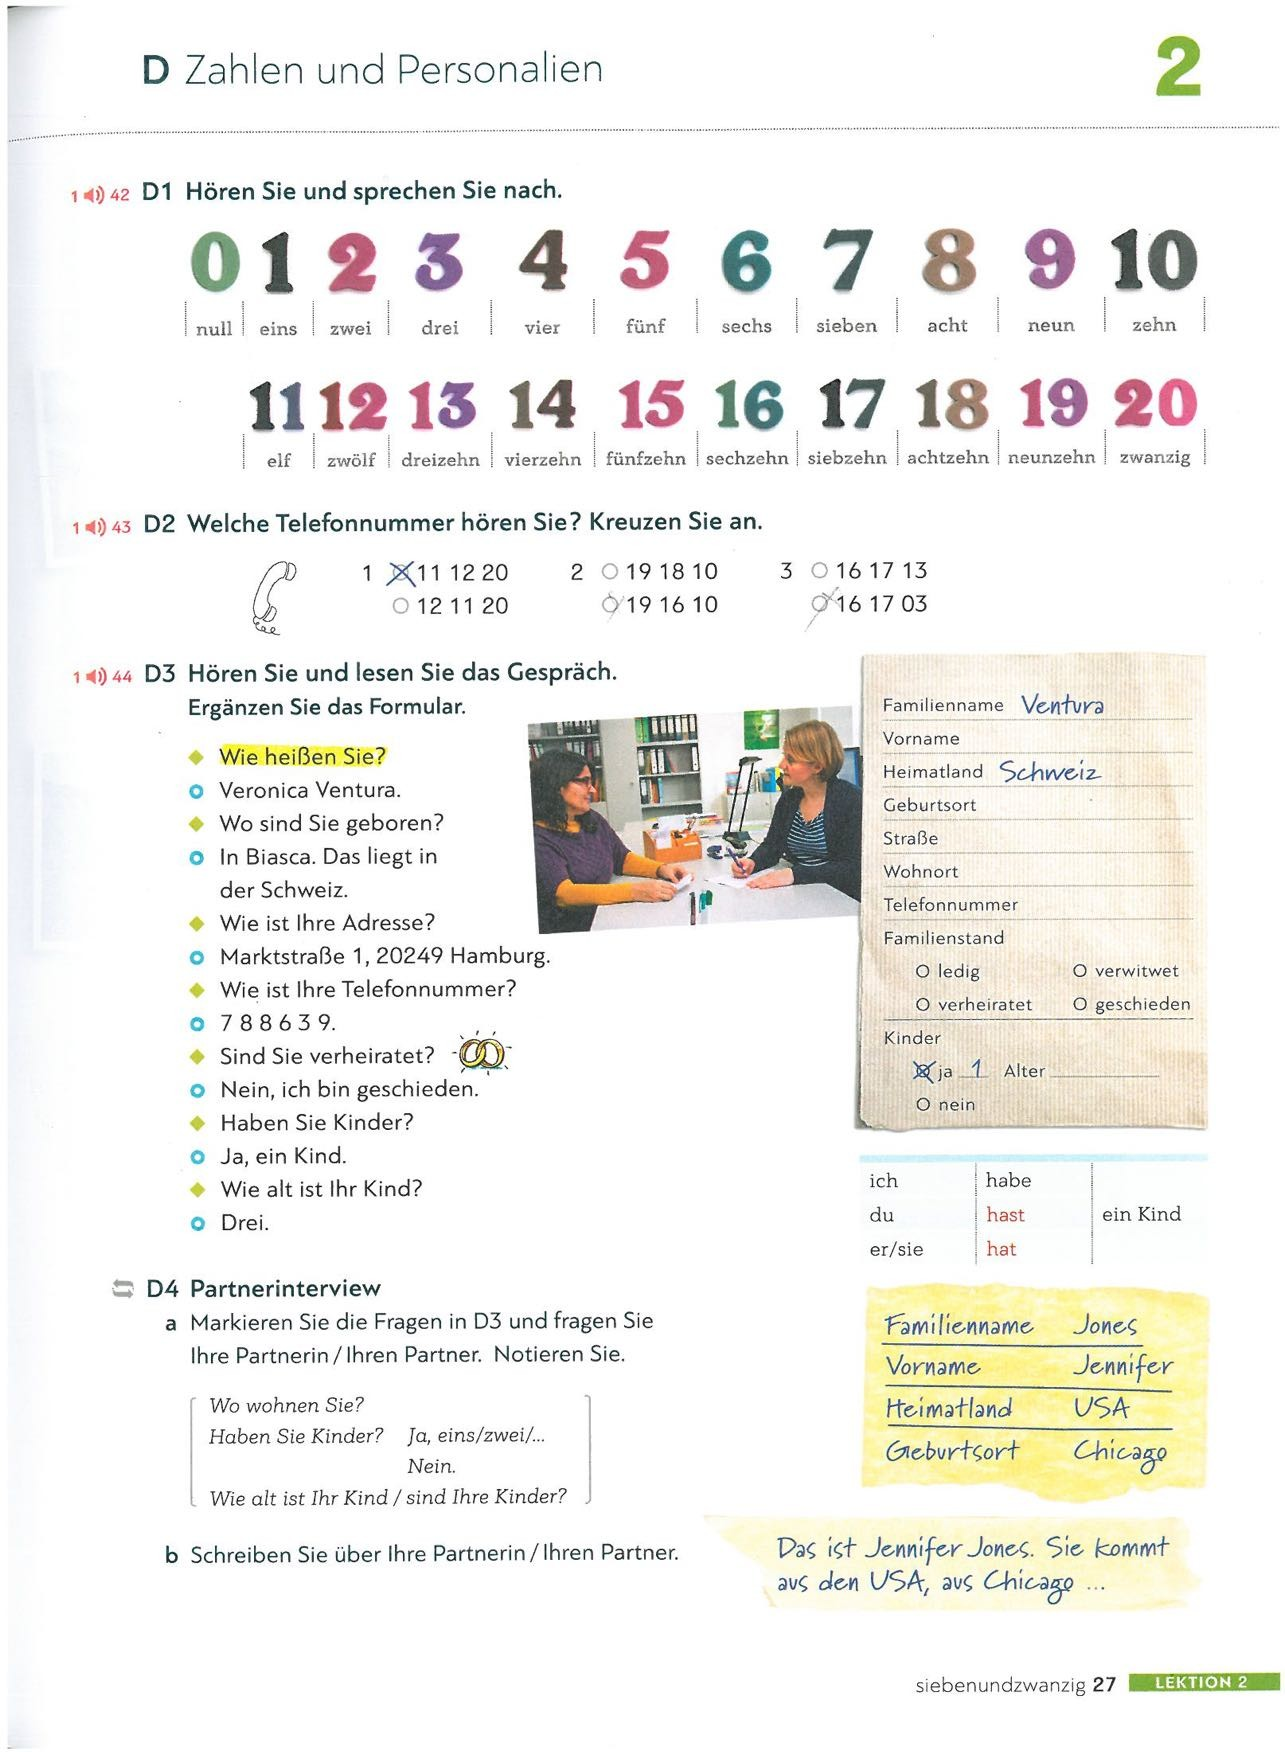 D Zahlen und Personalien
2
1 42 D1 Hören Sie und sprechen Sie nach.
0 1 2 3 4 5 6 7 8 9 10
null eins zwei drei vier fünf sechs sieben acht neun zehn
11 12 13 14 15 16 17 18 19 20
elf zwölf dreizehn vierzehn fünfzehn sechzehn siebzehn achtzehn neunzehn zwanzig
1 43 D2 Welche Telefonnummer hören Sie? Kreuzen Sie an.
1 11 12 20 2 19 18 10 3 16 17 13
12 11 20 19 16 10 16 17 03
1 44 D3 Hören Sie und lesen Sie das Gespräch.
Ergänzen Sie das Formular.
Wie heißen Sie?
Veronica Ventura.
Wo sind Sie geboren?
In Biasca. Das liegt in
der Schweiz.
Wie ist Ihre Adresse?
Marktstraße 1, 20249 Hamburg.
Wie ist Ihre Telefonnummer?
7 8 8 6 3 9.
Sind Sie verheiratet?
Nein, ich bin geschieden.
Haben Sie Kinder?
Ja, ein Kind.
Wie alt ist Ihr Kind?
Drei.
Familienname Ventura
Vorname
Heimatland Schweiz
Geburtsort
Straße
Wohnort
Telefonnummer
Familienstand
ledig verwitwet
verheiratet geschieden
Kinder
ja 1 Alter
nein
ich habe
du hast ein Kind
er/sie hat
D4 Partnerinterview
a Markieren Sie die Fragen in D3 und fragen Sie
Ihre Partnerin / Ihren Partner. Notieren Sie.
Wo wohnen Sie?
Haben Sie Kinder? Ja, eins/zwei/...
Nein.
Wie alt ist Ihr Kind / sind Ihre Kinder?
Familienname Jones
Vorname Jennifer
Heimatland USA
Geburtsort Chicago
b Schreiben Sie über Ihre Partnerin / Ihren Partner.
Das ist Jennifer Jones. Sie kommt
aus den USA, aus Chicago ...
siebenundzwanzig 27 LEKTION 2